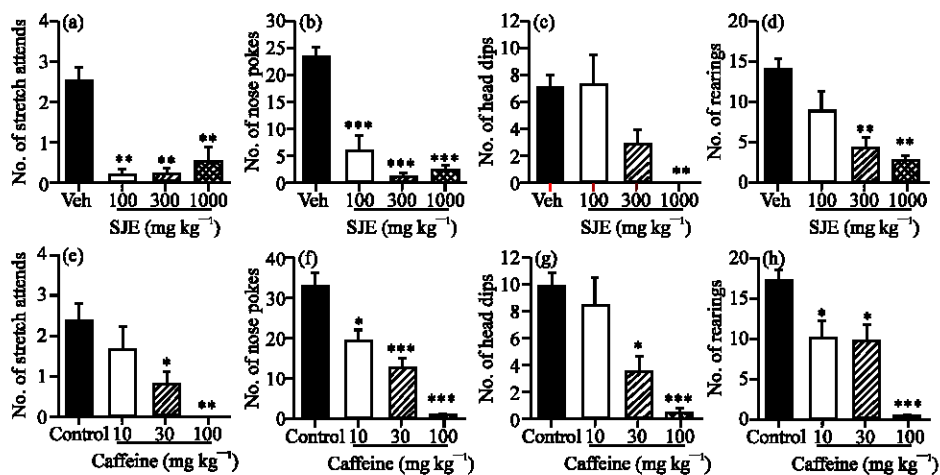 (a)
No. of stretch attends
4
3
2
1
0
**
**
**
Veh
100
300
1000
SJE (mg kg⁻¹)
(b)
No. of nose pokes
30
25
20
15
10
5
0
***
***
***
Veh
100
300
1000
SJE (mg kg⁻¹)
(c)
No. of head dips
12
10
8
6
4
2
0
**
Veh
100
300
1000
SJE (mg kg⁻¹)
(d)
No. of rearings
20
15
10
5
0
**
**
Veh
100
300
1000
SJE (mg kg⁻¹)
(e)
No. of stretch attends
4
3
2
1
0
*
**
Control
10
30
100
Caffeine (mg kg⁻¹)
(f)
No. of nose pokes
40
30
20
10
0
*
***
***
Control
10
30
100
Caffeine (mg kg⁻¹)
(g)
No. of head dips
12
10
8
6
4
2
0
*
***
Control
10
30
100
Caffeine (mg kg⁻¹)
(h)
No. of rearings
20
15
10
5
0
*
*
***
Control
10
30
100
Caffeine (mg kg⁻¹)